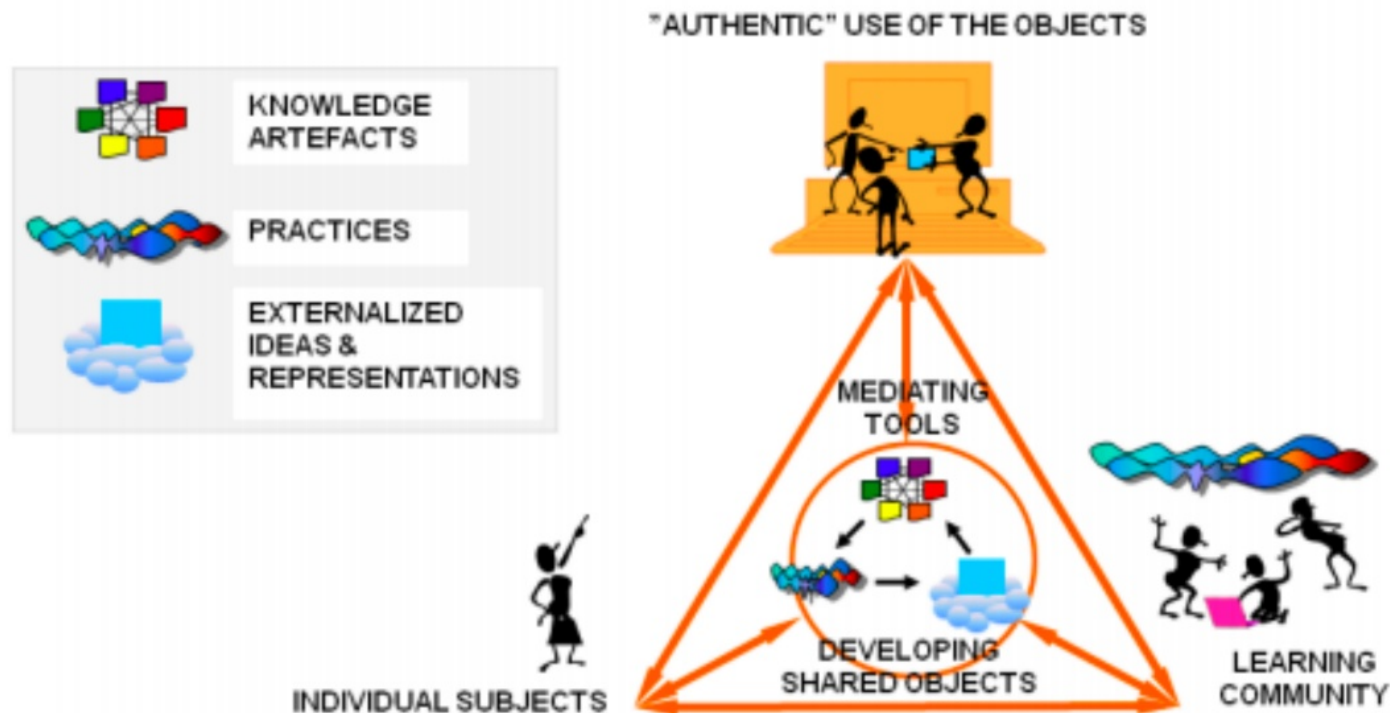 "AUTHENTIC" USE OF THE OBJECTS
KNOWLEDGE
ARTEFACTS
PRACTICES
EXTERNALIZED
IDEAS &
REPRESENTATIONS
MEDIATING
TOOLS
DEVELOPING
SHARED OBJECTS
INDIVIDUAL SUBJECTS
LEARNING
COMMUNITY